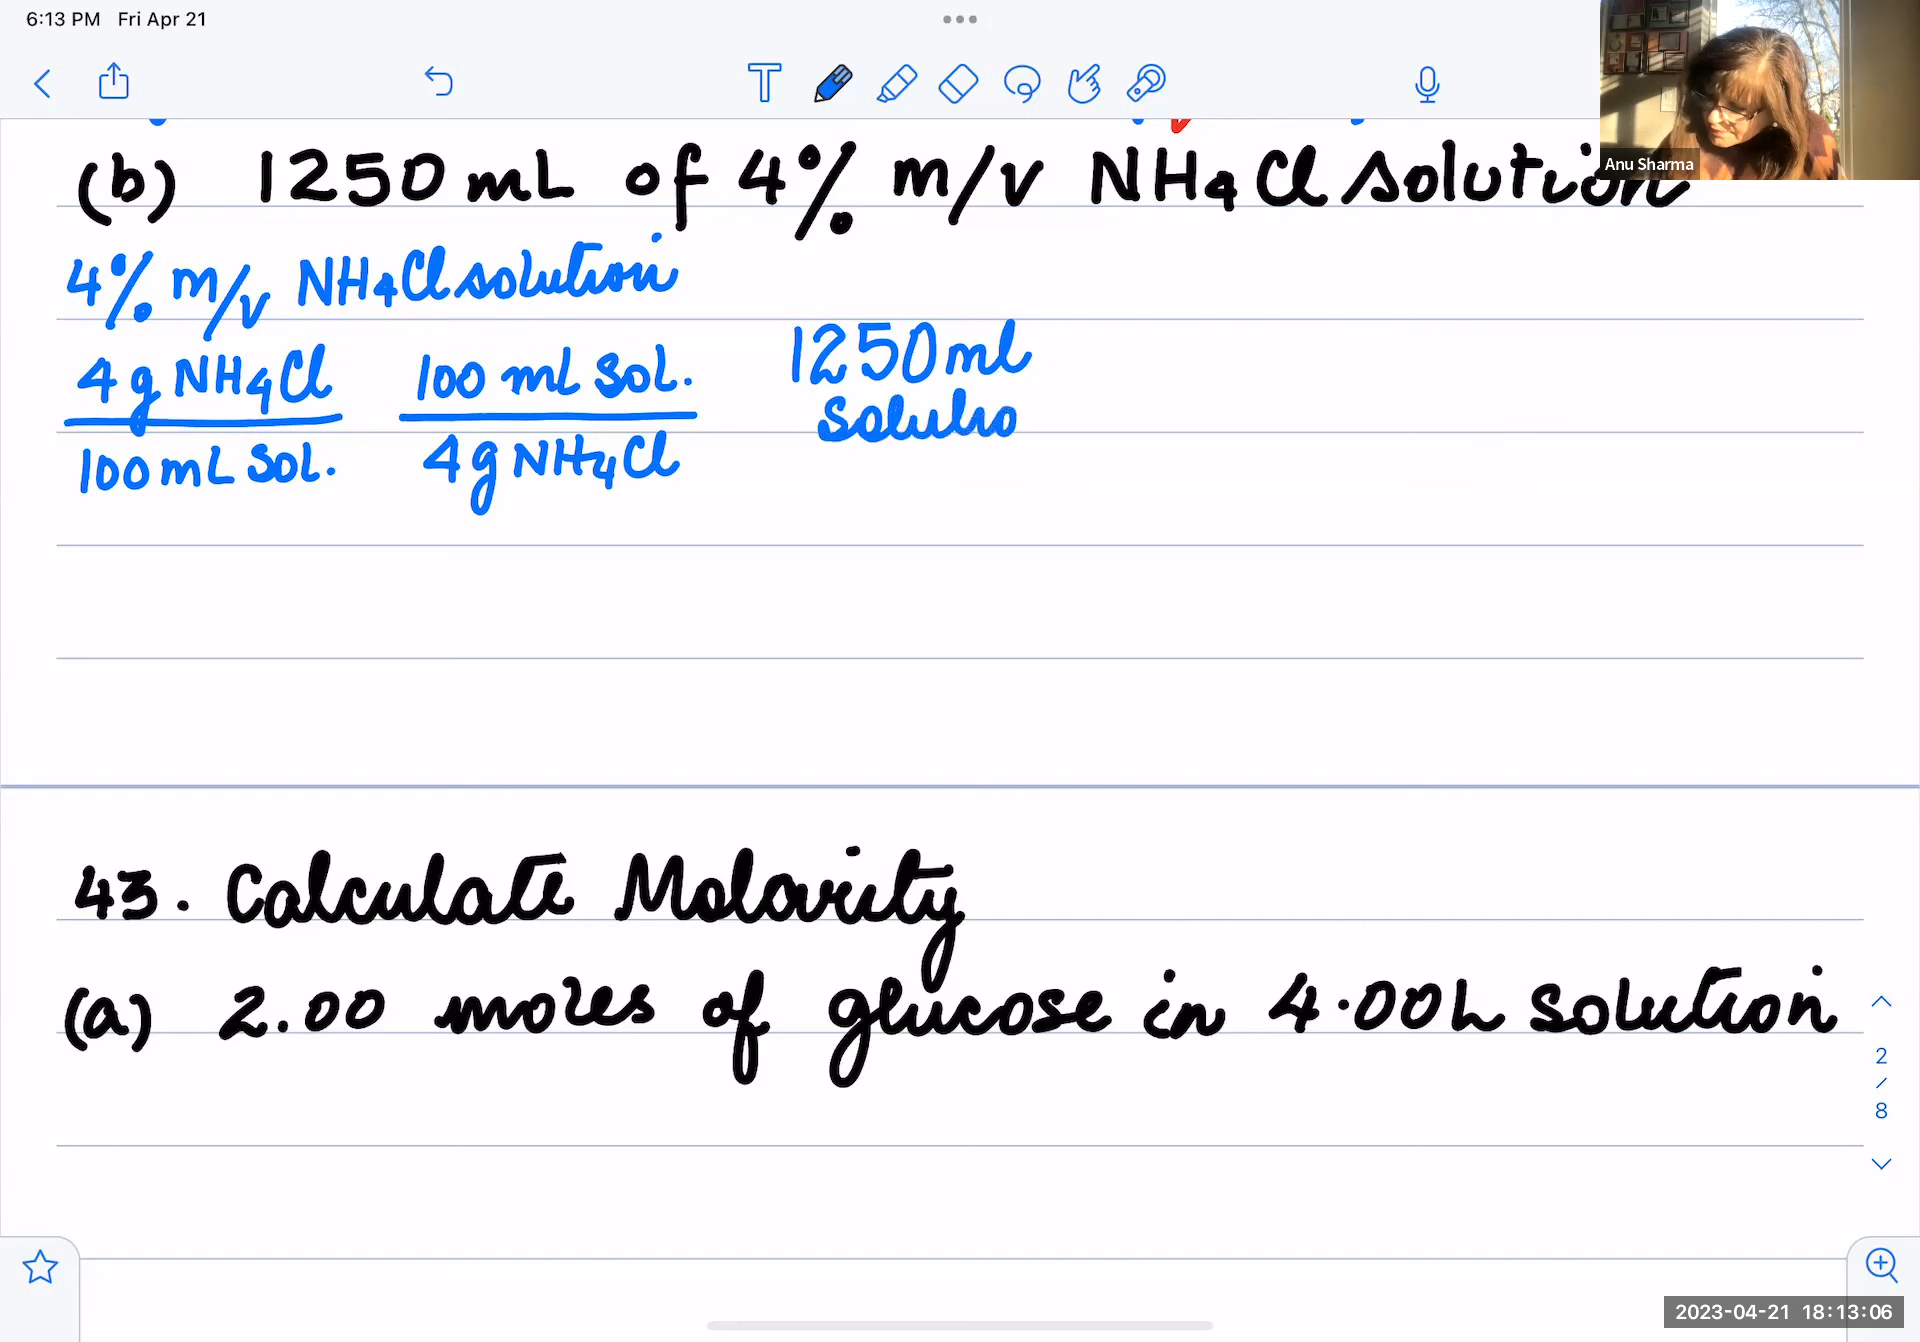 6:13 PM Fri Apr 21
Anu Sharma
(b) 1250 mL of 4% m/v NH4Cl solution
4% m/v NH4Cl solution
4g NH4Cl 100 mL Sol. 1250 ml
100 mL Sol. 4g NH4Cl Solutio
43. Calculate Molarity
(a) 2.00 moles of glucose in 4.00L solution
2
/
8
2023-04-21 18:13:06